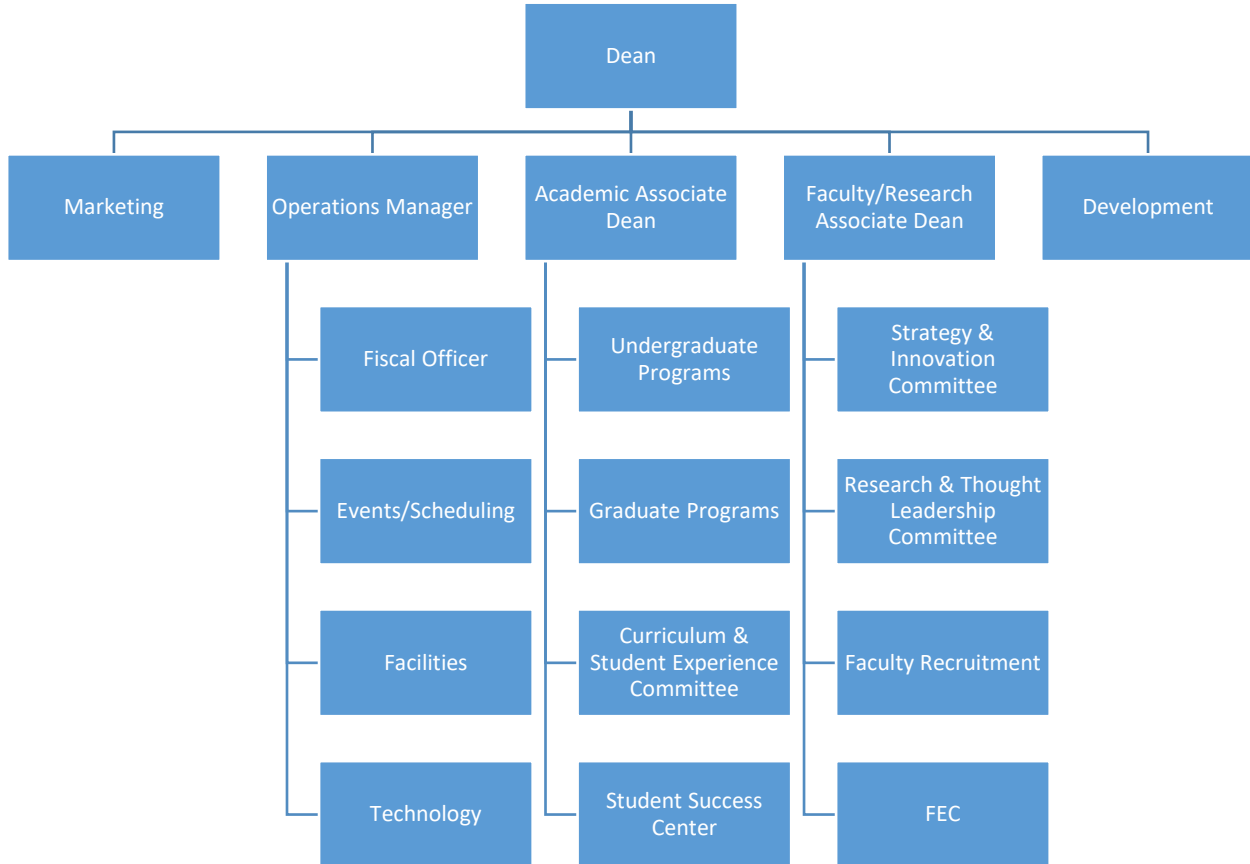 Dean
Marketing
Operations Manager
Academic Associate
Dean
Faculty/Research
Associate Dean
Development
Fiscal Officer
Undergraduate
Programs
Strategy &
Innovation
Committee
Events/Scheduling
Graduate Programs
Research & Thought
Leadership
Committee
Facilities
Curriculum &
Student Experience
Committee
Faculty Recruitment
Technology
Student Success
Center
FEC